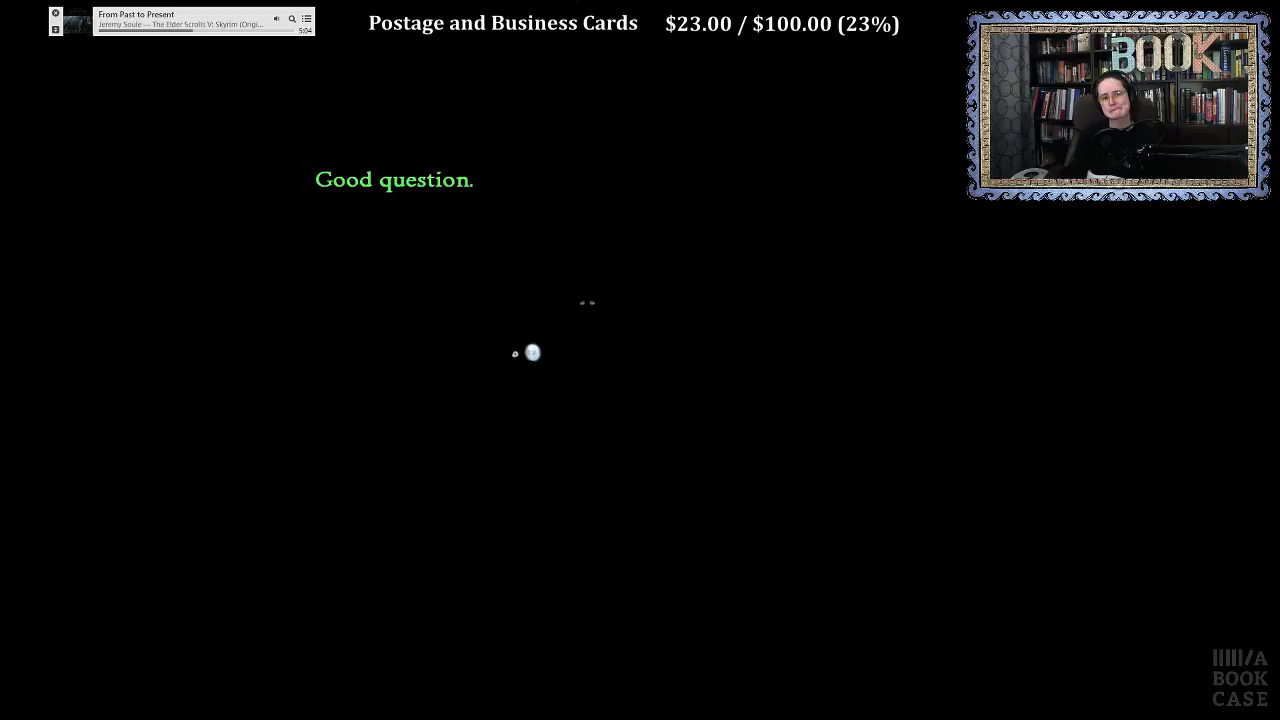 From Past to Present
Jeremy Soule — The Elder Scrolls V: Skyrim (Origi...
5:04
Postage and Business Cards $23.00 / $100.00 (23%)
BOOK
Good question.
/A
BOOK
CASE